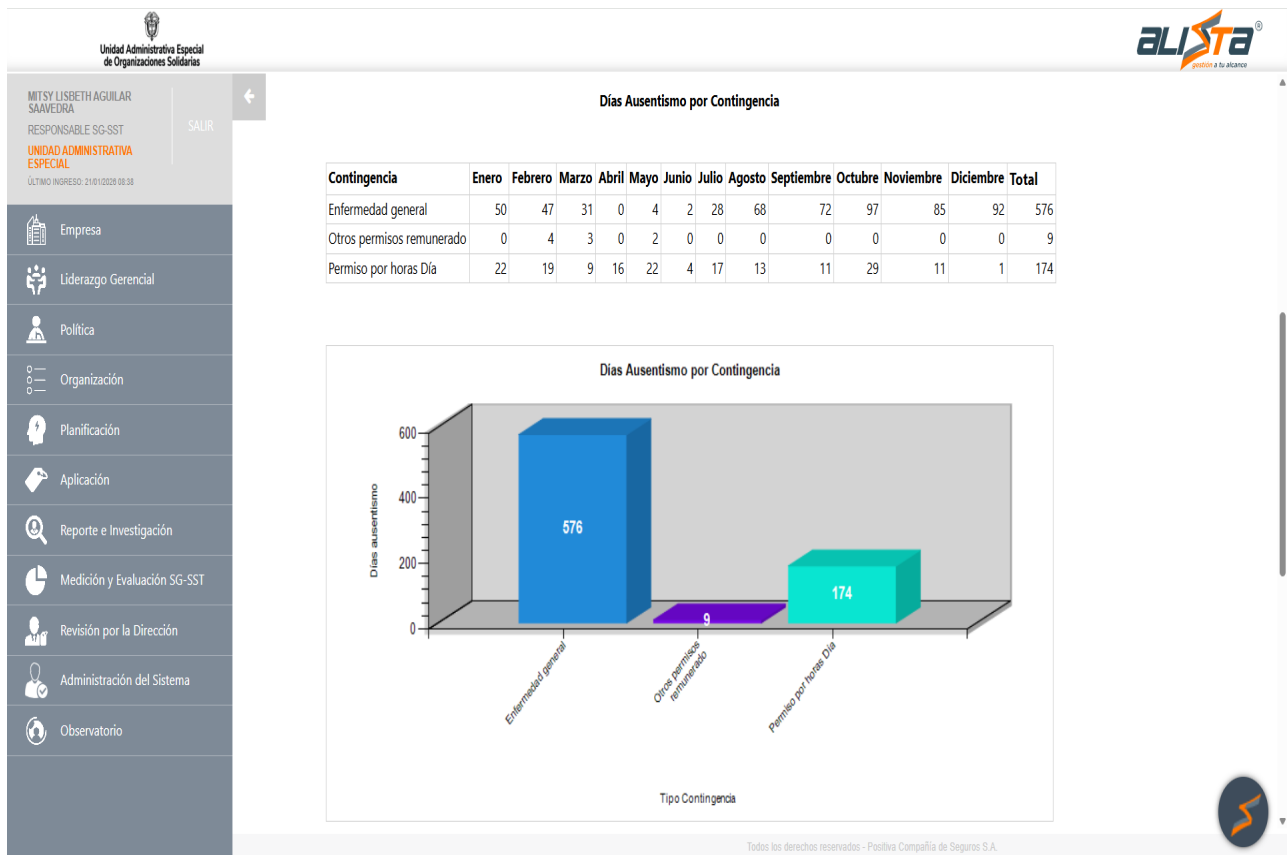 Unidad Administrativa Especial
de Organizaciones Solidarias
aLISTa®
gestión a tu alcance
MITSY LISBETH AGUILAR
SAAVEDRA
RESPONSABLE SG-SST
UNIDAD ADMINISTRATIVA
ESPECIAL
ÚLTIMO INGRESO: 21/01/2026 08:38
SALIR
Empresa
Liderazgo Gerencial
Política
Organización
Planificación
Aplicación
Reporte e Investigación
Medición y Evaluación SG-SST
Revisión por la Dirección
Administración del Sistema
Observatorio
Días Ausentismo por Contingencia
Contingencia Enero Febrero Marzo Abril Mayo Junio Julio Agosto Septiembre Octubre Noviembre Diciembre Total
Enfermedad general 50 47 31 0 4 2 28 68 72 97 85 92 576
Otros permisos remunerado 0 4 3 0 2 0 0 0 0 0 0 0 9
Permiso por horas Día 22 19 9 16 22 4 17 13 11 29 11 1 174
Días Ausentismo por Contingencia
Días ausentismo
600
400
200
0
576
9
174
Enfermedad general
Otros permisos
remunerado
Permiso por horas Día
Tipo Contingencia
Todos los derechos reservados - Positiva Compañía de Seguros S.A.